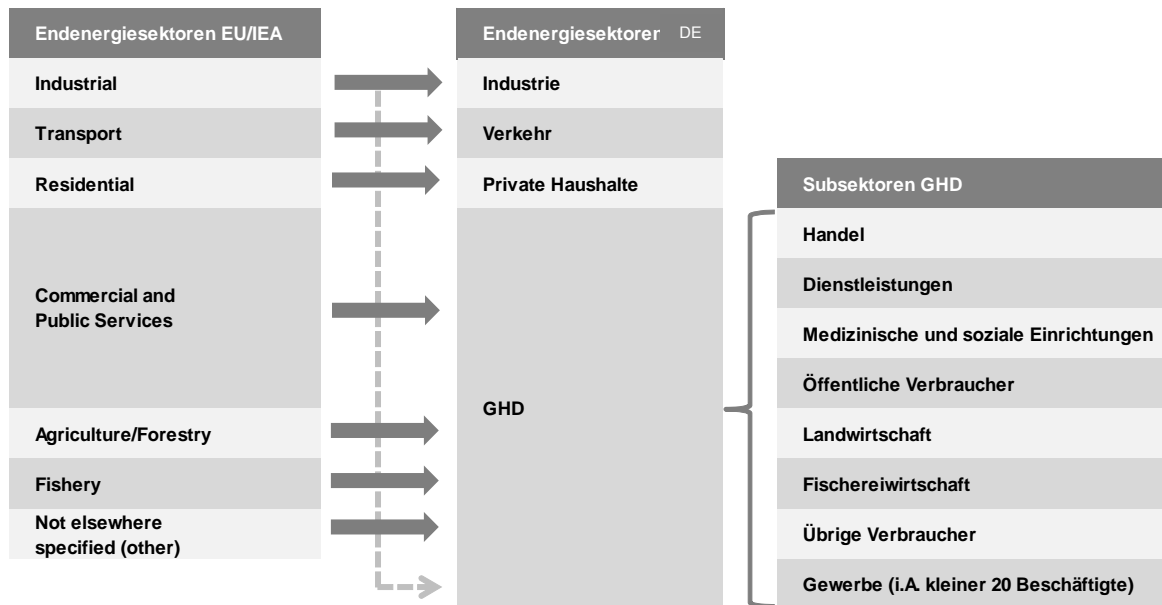 Endenergiesektoren EU/IEA
Industrial
Transport
Residential
Commercial and
Public Services
Agriculture/Forestry
Fishery
Not elsewhere
specified (other)
Endenergiesektoren DE
Industrie
Verkehr
Private Haushalte
GHD
Subsektoren GHD
Handel
Dienstleistungen
Medizinische und soziale Einrichtungen
Öffentliche Verbraucher
Landwirtschaft
Fischereiwirtschaft
Übrige Verbraucher
Gewerbe (i.A. kleiner 20 Beschäftigte)